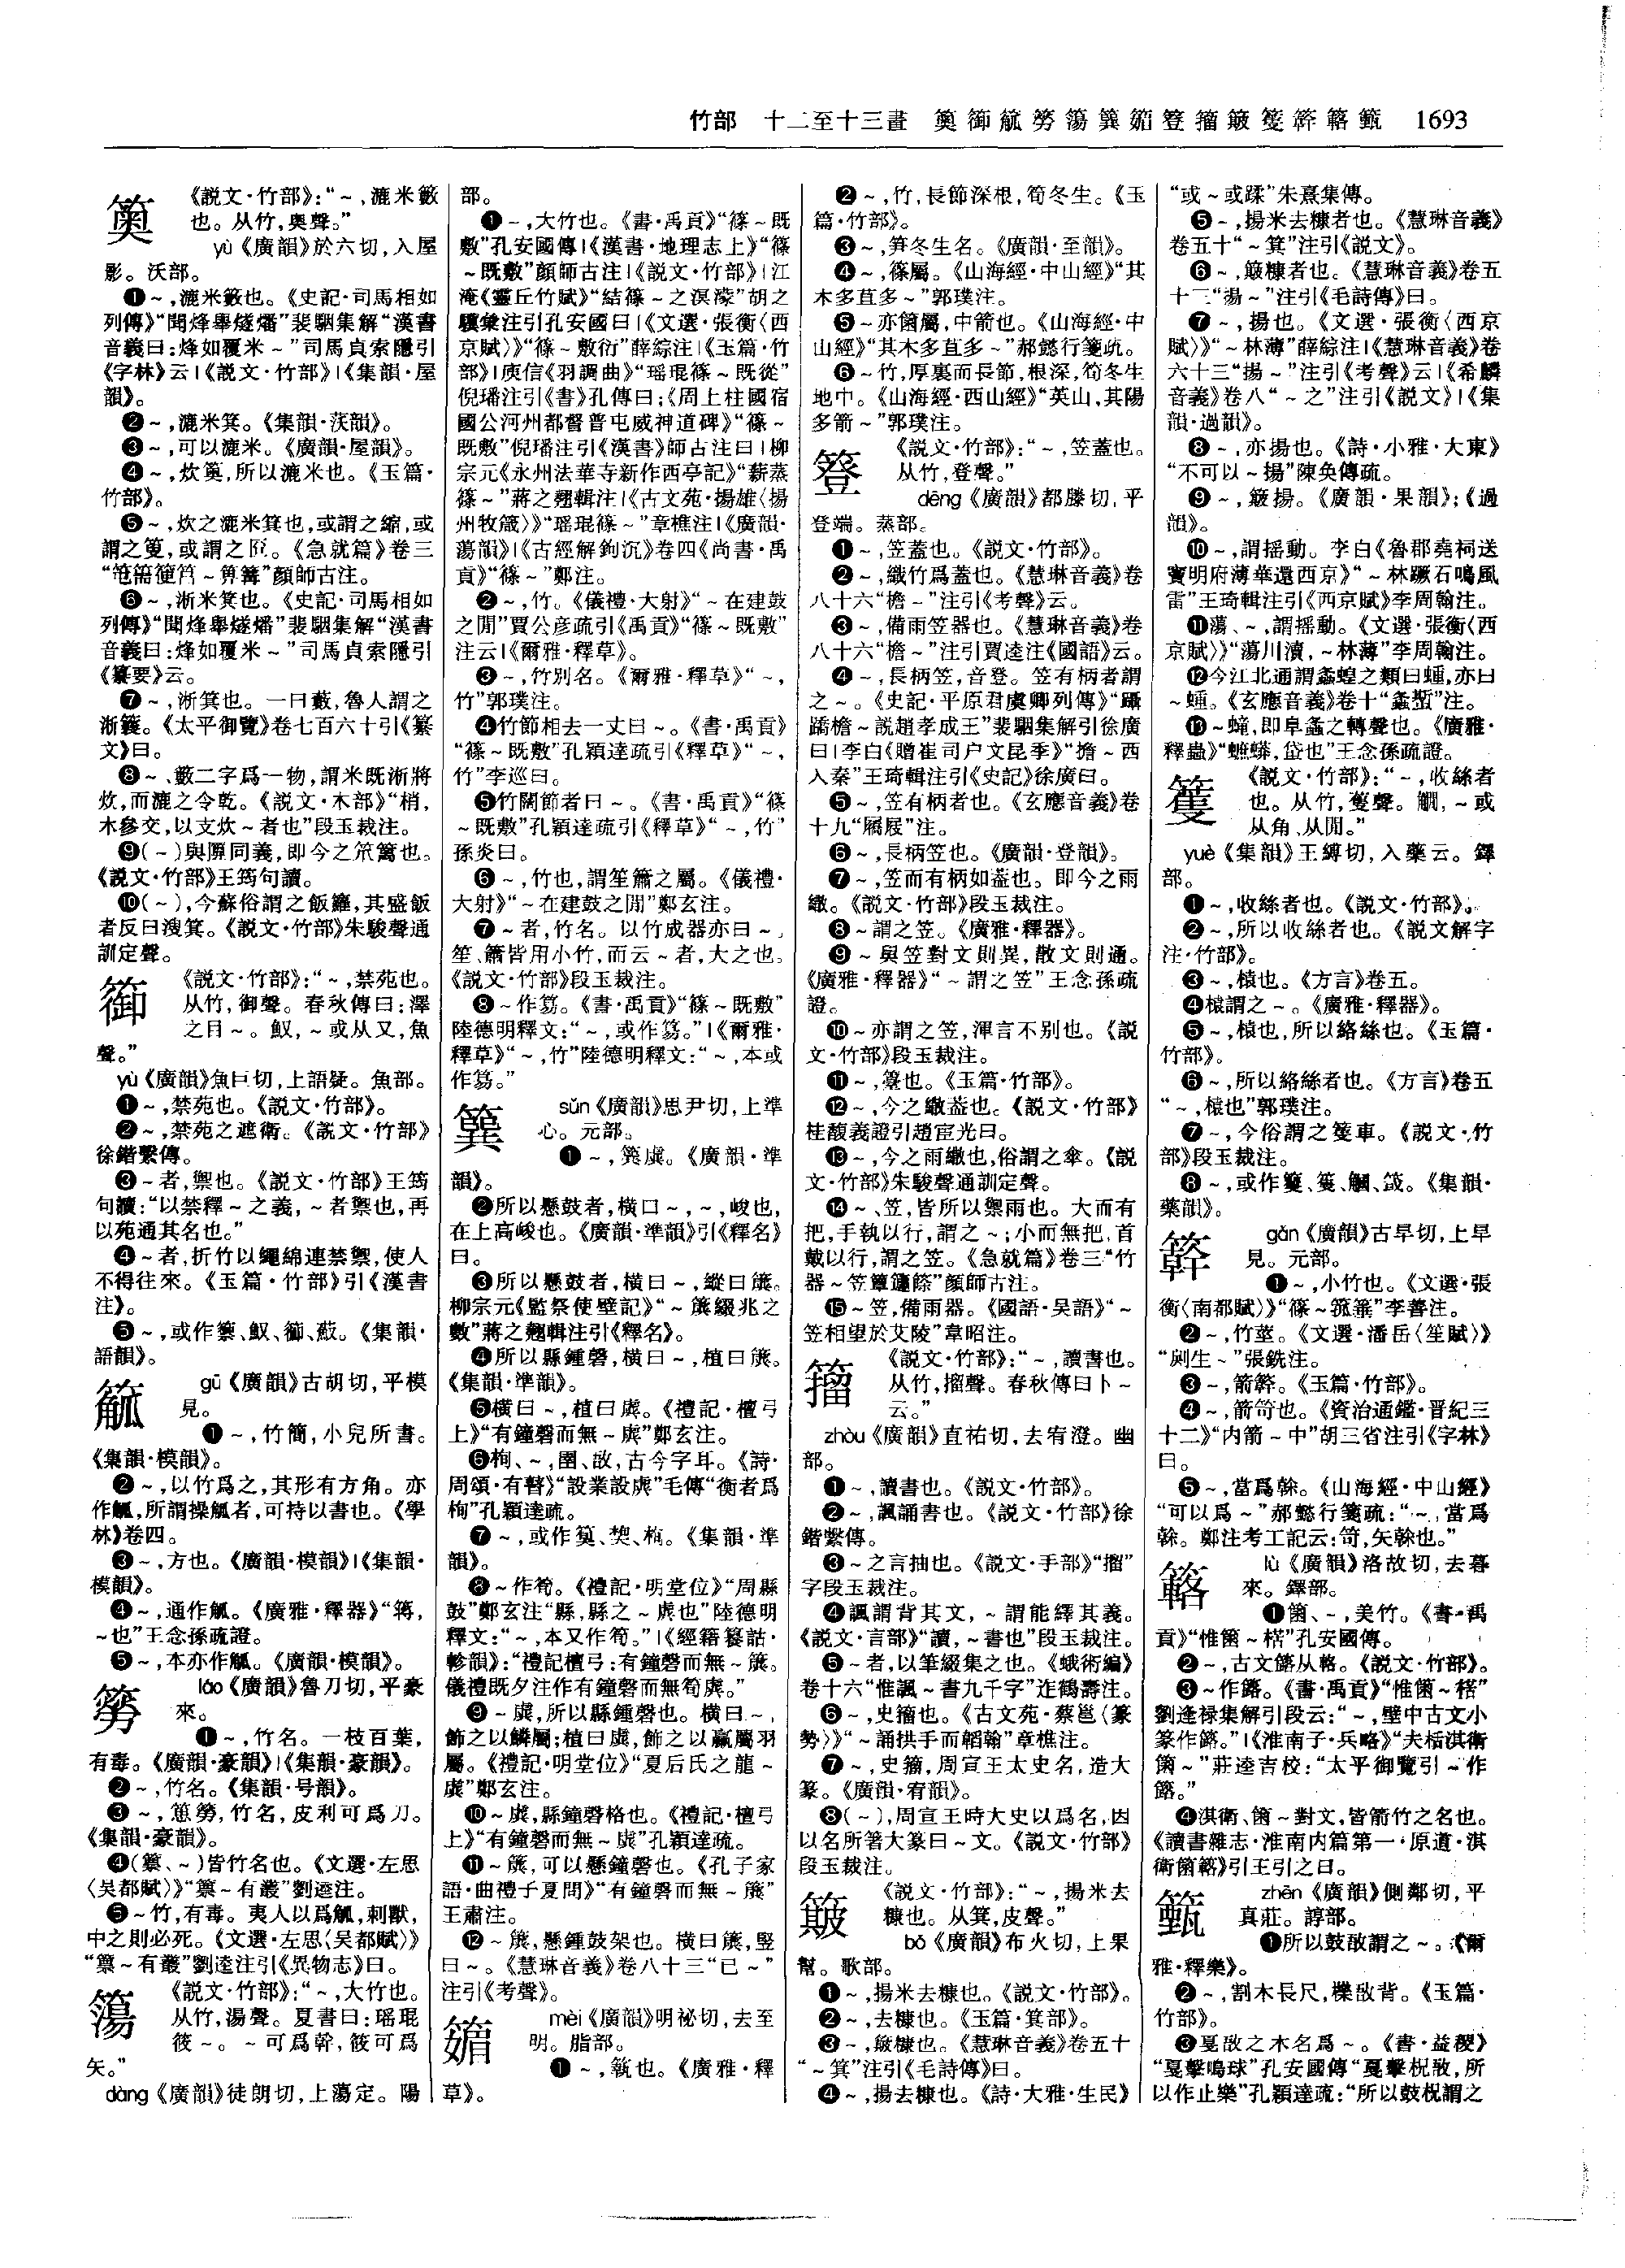 竹部 十二至十三畫 薁篽觚簩簜簨篃簦籀簸籆簳簬籈 1693
《説文·竹部》:“~,漉米籔
也。从竹,奥聲。”
yù《廣韻》於六切,入屋
影。沃部。
❶~,漉米籔也。《史記·司馬相如
列傳》“聞烽舉燧燔”裴駰集解“漢書
音義曰:烽如覆米~”司馬貞索隱引
《字林》云|《説文·竹部》|《集韻·屋
韻》。
❷~,漉米箕。《集韻·沃韻》。
❸~,可以漉米。《廣韻·屋韻》。
❹~,炊䉛,所以漉米也。《玉篇·
竹部》。
❺~,炊之漉米箕也,或謂之縮,或
謂之筻,或謂之𠥓。《急就篇》卷三
顔師古注。
❻~,淅米箕也。《史記·司馬相如
列傳》“聞烽舉燧燔”裴駰集解“漢書
音義曰:烽如覆米~”司馬貞索隱引
《纂要》云。
❼~,淅箕也。一曰藪,魯人謂之
淅䉛。《太平御覽》卷七百六十引《纂
文》曰。
❽~、籔二字爲一物,謂米既淅將
炊,而漉之令乾。《説文·木部》“梢,
木參交,以支炊~者也”段玉裁注。
❾(~)與匴同義,即今之笊籬也。
《説文·竹部》王筠句讀。
❿(~),今蘇俗謂之飯籮,其盛飯
者反曰溲箕。《説文·竹部》朱駿聲通
訓定聲。
篽
《説文·竹部》:“~,禁苑也。
从竹,御聲。春秋傳曰:澤
之目~。䰻,~或从又,魚
聲。”
yù《廣韻》魚巨切,上語疑。魚部。
❶~,禁苑也。《説文·竹部》。
❷~,禁苑之遮衛。《説文·竹部》
徐鍇繫傳。
❸~者,禦也。《説文·竹部》王筠
句讀:“以禁釋~之義,~者禦也,再
以苑通其名也。”
❹~者,折竹以繩綿連禁禦,使人
不得往來。《玉篇·竹部》引《漢書
注》。
❺~,或作籞、䰻、䉛、蔽。《集韻·
語韻》。
gū《廣韻》古胡切,平模
見。
❶~,竹簡,小兒所書。
《集韻·模韻》。
❷~,以竹爲之,其形有方角。亦
作觚,所謂操觚者,可持以書也。《學
林》卷四。
❸~,方也。《廣韻·模韻》|《集韻·
模韻》。
❹~,通作觚。《廣雅·釋器》“籌,
~也”王念孫疏證。
❺~,本亦作觚。《廣韻·模韻》。
簩
láo《廣韻》魯刀切,平豪
來。
❶~,竹名。一枝百葉,
有毒。《廣韻·豪韻》|《集韻·豪韻》。
❷~,竹名。《集韻·号韻》。
❸~,䈡簩,竹名,皮利可爲刀。
《集韻·豪韻》。
❹(篻、~)皆竹名也。《文選·左思
〈吴都賦〉》“篻~有叢”劉逵注。
❺~竹,有毒。夷人以爲觚,刺獸,
中之則必死。《文選·左思〈吴都賦〉》
“篻~有叢”劉逵注引《異物志》曰。
簜
《説文·竹部》:“~,大竹也。
从竹,湯聲。夏書曰:瑶琨
筱~。~可爲幹,筱可爲
矢。”
dàng《廣韻》徒朗切,上蕩定。陽
部。
❶~,大竹也。《書·禹貢》“篠~既
敷”孔安國傳|《漢書·地理志上》“篠
~既敷”顔師古注|《説文·竹部》|江
淹《靈丘竹賦》“結篠~之溟濛”胡之
驥彙注引孔安國曰|《文選·張衡〈西
京賦〉》“篠~敷衍”薛綜注|《玉篇·竹
部》|庾信《羽調曲》“瑶琨篠~既從”
倪璠注引《書》孔傳曰;《周上柱國宿
國公河州都督普屯威神道碑》“篠~
既敷”倪璠注引《漢書》師古注曰|柳
宗元《永州法華寺新作西亭記》“薪蒸
篠~”蔣之翹輯注|《古文苑·揚雄〈揚
州牧箴〉》“瑶琨篠~”章樵注|《廣韻·
蕩韻》|《古經解鉤沉》卷四《尚書·禹
貢》“篠~”鄭注。
❷~,竹。《儀禮·大射》“~在建鼓
之間”賈公彦疏引《禹貢》“篠~既敷”
注云|《爾雅·釋草》。
❸~,竹别名。《爾雅·釋草》“~,
竹”郭璞注。
❹竹節相去一丈曰~。《書·禹貢》
“篠~既敷”孔穎達疏引《釋草》“~,
竹”李巡曰。
❺竹闊節者曰~。《書·禹貢》“篠
~既敷”孔穎達疏引《釋草》“~,竹”
孫炎曰。
❻~,竹也,謂笙簫之屬。《儀禮·
大射》“~在建鼓之間”鄭玄注。
❼~者,竹名。以竹成器亦曰~,
笙、簫皆用小竹,而云~者,大之也。
《説文·竹部》段玉裁注。
❽~作簜。《書·禹貢》“篠~既敷”
陸德明釋文:“~,或作簜。”|《爾雅·
釋草》“~,竹”陸德明釋文:“~,本或
作簜。”
簨
sǔn《廣韻》思尹切,上準
心。元部。
❶~,簨虡。《廣韻·準
韻》。
❷所以懸鼓者,横曰~,~,峻也,
在上高峻也。《廣韻·準韻》引《釋名》
曰。
❸所以懸鼓者,横曰~,縱曰簴。
柳宗元《監祭使壁記》“~簴綴兆之
數”蔣之翹輯注引《釋名》。
❹所以縣鍾磬,横曰~,植曰簴。
《集韻·準韻》。
❺横曰~,植曰虡。《禮記·檀弓
上》“有鐘磬而無~虡”鄭玄注。
❻栒、~,圉、敔,古今字耳。《詩·
周頌·有瞽》“設業設虡”毛傳“衡者爲
栒”孔穎達疏。
❼~,或作筍、㮣、栒。《集韻·準
韻》。
❽~作筍。《禮記·明堂位》“周縣
鼓”鄭玄注“縣,縣之~虡也”陸德明
釋文:“~,本又作筍。”|《經籍籑詁·
軫韻》:“禮記檀弓:有鐘磬而無~簴。
儀禮既夕注作有鐘磬而無筍虡。”
❾~虡,所以縣鍾磬也。横曰~,
飾之以鱗屬;植曰虡,飾之以臝屬羽
屬。《禮記·明堂位》“夏后氏之龍~
虡”鄭玄注。
❿~虡,縣鐘磬格也。《禮記·檀弓
上》“有鐘磬而無~虡”孔穎達疏。
⓫~簴,可以懸鐘磬也。《孔子家
語·曲禮子夏問》“有鐘磬而無~簴”
王肅注。
⓬~簴,懸鍾鼓架也。横曰簴,竪
曰~。《慧琳音義》卷八十三“已~”
注引《考聲》。
mèi《廣韻》明祕切,去至
明。脂部。
❶~,䇶也。《廣雅·釋
草》。
❷~,竹,長節深根,筍冬生。《玉
篇·竹部》。
❸~,笋冬生名。《廣韻·至韻》。
❹~,篠屬。《山海經·中山經》“其
木多苴多~”郭璞注。
❺~亦箘屬,中箭也。《山海經·中
山經》“其木多苴多~”郝懿行箋疏。
❻~竹,厚裏而長節,根深,筍冬生
地中。《山海經·西山經》“英山,其陽
多箭~”郭璞注。
簦
《説文·竹部》:“~,笠蓋也。
从竹,登聲。”
dēng《廣韻》都滕切,平
登端。蒸部。
❶~,笠蓋也。《説文·竹部》。
❷~,織竹爲蓋也。《慧琳音義》卷
八十六“檐~”注引《考聲》云。
❸~,備雨笠器也。《慧琳音義》卷
八十六“檐~”注引賈逵注《國語》云。
❹~,長柄笠,音登。笠有柄者謂
之~。《史記·平原君虞卿列傳》“躡
蹻檐~説趙孝成王”裴駰集解引徐廣
曰|李白《贈崔司户文昆季》“擔~西
入秦”王琦輯注引《史記》徐廣曰。
❺~,笠有柄者也。《玄應音義》卷
十九“屩屐”注。
❻~,長柄笠也。《廣韻·登韻》。
❼~,笠而有柄如蓋也。即今之雨
繖。《説文·竹部》段玉裁注。
❽~謂之笠。《廣雅·釋器》。
❾~與笠對文則異,散文則通。
《廣雅·釋器》“~謂之笠”王念孫疏
證。
❿~亦謂之笠,渾言不别也。《説
文·竹部》段玉裁注。
⓫~,簑也。《玉篇·竹部》。
⓬~,今之繖蓋也。《説文·竹部》
桂馥義證引趙宧光曰。
⓭~,今之雨繖也,俗謂之傘。《説
文·竹部》朱駿聲通訓定聲。
⓮~、笠,皆所以禦雨也。大而有
把,手執以行,謂之~;小而無把,首
戴以行,謂之笠。《急就篇》卷三“竹
器~笠簟籧篨”顔師古注。
⓯~笠,備雨器。《國語·吴語》“~
笠相望於艾陵”韋昭注。
籀
《説文·竹部》:“~,讀書也。
从竹,㩅聲。春秋傳曰卜~
云。”
zhòu《廣韻》直祐切,去宥澄。幽
部。
❶~,讀書也。《説文·竹部》。
❷~,諷誦書也。《説文·竹部》徐
鍇繫傳。
❸~之言抽也。《説文·手部》“㩅”
字段玉裁注。
❹諷謂背其文,~謂能繹其義。
《説文·言部》“讀,~書也”段玉裁注。
❺~者,以筆綴集之也。《蛾術編》
卷十六“惟諷~書九千字”迮鶴壽注。
❻~,史籀也。《古文苑·蔡邕〈篆
勢〉》“~誦拱手而韜翰”章樵注。
❼~,史籀,周宣王太史名,造大
篆。《廣韻·宥韻》。
❽(~),周宣王時大史以爲名,因
以名所著大篆曰~文。《説文·竹部》
段玉裁注。
簸
《説文·竹部》:“~,揚米去
糠也。从箕,皮聲。”
bǒ《廣韻》布火切,上果
幫。歌部。
❶~,揚米去糠也。《説文·竹部》。
❷~,去糠也。《玉篇·箕部》。
❸~,簸糠也。《慧琳音義》卷五十
“~箕”注引《毛詩傳》曰。
❹~,揚去糠也。《詩·大雅·生民》
“或~或蹂”朱熹集傳。
❺~,揚米去糠者也。《慧琳音義》
卷五十“~箕”注引《説文》。
❻~,簸糠者也。《慧琳音義》卷五
十二“揚~”注引《毛詩傳》曰。
❼~,揚也。《文選·張衡〈西京
賦〉》“~林薄”薛綜注|《慧琳音義》卷
六十三“揚~”注引《考聲》云|《希麟
音義》卷八“~之”注引《説文》|《集
韻·過韻》。
❽~,亦揚也。《詩·小雅·大東》
“不可以~揚”陳奂傳疏。
❾~,簸揚。《廣韻·果韻》;《過
韻》。
❿~,謂摇動。李白《魯郡堯祠送
竇明府薄華還西京》“~林蹶石鳴風
雷”王琦輯注引《西京賦》李周翰注。
⓫蕩、~,謂摇動。《文選·張衡〈西
京賦〉》“蕩川瀆,~林薄”李周翰注。
⓬今江北通謂螽蝗之類曰蝩,亦曰
~蝩。《玄應音義》卷十“螽蝗”注。
⓭~蝩,即阜螽之轉聲也。《廣雅·
釋蟲》王念孫疏證。
籆
《説文·竹部》:“~,收絲者
也。从竹,蒦聲。䚠,~或
从角、从閒。”
yuè《集韻》王縛切,入藥云。鐸
部。
❶~,收絲者也。《説文·竹部》。
❷~,所以收絲者也。《説文解字
注·竹部》。
❸~,榬也。《方言》卷五。
❹榬謂之~。《廣雅·釋器》。
❺~,榬也,所以絡絲也。《玉篇·
竹部》。
❻~,所以絡絲者也。《方言》卷五
“~,榬也”郭璞注。
❼~,今俗謂之籆車。《説文·竹
部》段玉裁注。
❽~,或作籰、篗、䚠、䇶。《集韻·
藥韻》。
簳
gǎn《廣韻》古旱切,上旱
見。元部。
❶~,小竹也。《文選·張
衡〈南都賦〉》“篠~箛箠”李善注。
❷~,竹莖。《文選·潘岳〈笙賦〉》
“剡生~”張銑注。
❸~,箭簳。《玉篇·竹部》。
❹~,箭笴也。《資治通鑑·晋紀三
十二》“内箭~中”胡三省注引《字林》
曰。
❺~,當爲榦。《山海經·中山經》
“可以爲~”郝懿行箋疏:“~,當爲
榦。鄭注考工記云:笴,矢榦也。”
簬
lù《廣韻》洛故切,去暮
來。鐸部。
❶箘、~,美竹。《書·禹
貢》“惟箘~楛”孔安國傳。
❷~,古文簵从輅。《説文·竹部》。
❸~作簵。《書·禹貢》“惟箘~楛”
劉逢禄集解引段云:“~,壁中古文小
篆作簵。”|《淮南子·兵略》“夫栝淇衛
箘~”莊逵吉校:“太平御覽引~作
簵。”
❹淇衛、箘~對文,皆箭竹之名也。
《讀書雜志·淮南内篇第一·原道·淇
衛箘簬》引王引之曰。
籈
zhēn《廣韻》側鄰切,平
真莊。諄部。
❶所以鼓敔謂之~。《爾
雅·釋樂》。
❷~,割木長尺,櫟敔背。《玉篇·
竹部》。
❸戛敔之木名爲~。《書·益稷》
“戛擊鳴球”孔安國傳“戛擊柷敔,所
以作止樂”孔穎達疏:“所以鼓柷謂之